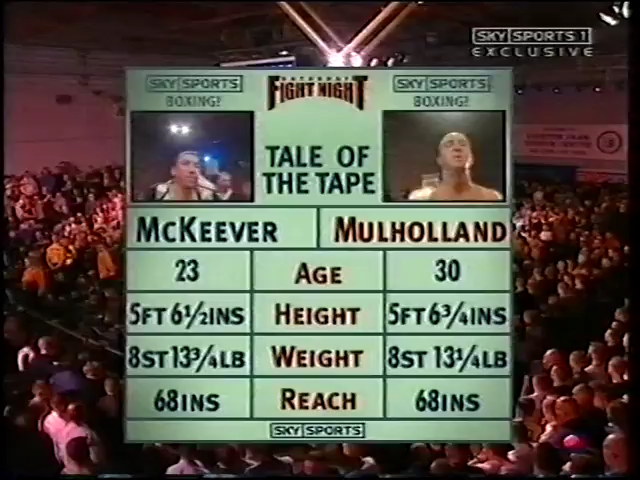 SKY SPORTS 1
EXCLUSIVE
SKY SPORTS
BOXING!
SATURDAY
FIGHT NIGHT
SKY SPORTS
BOXING!
TALE OF
THE TAPE
McKEEVER MULHOLLAND
23 AGE 30
5FT 6½INS HEIGHT 5FT 6¾INS
8ST 13¾LB WEIGHT 8ST 13¼LB
68INS REACH 68INS
SKY SPORTS